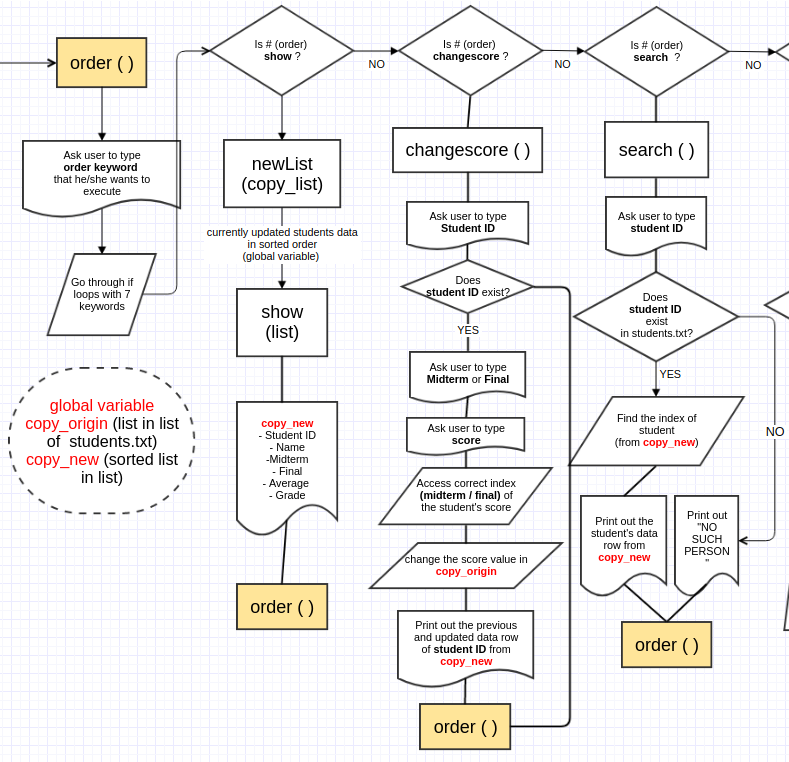 order ( )
Ask user to type
order keyword
that he/she wants to
execute
Go through if
loops with 7
keywords
global variable
copy_origin (list in list
of students.txt)
copy_new (sorted list
in list)
Is # (order)
show ?
NO
newList
(copy_list)
currently updated students data
in sorted order
(global variable)
show
(list)
copy_new
- Student ID
- Name
-Midterm
- Final
- Average
- Grade
order ( )
Is # (order)
changescore ?
NO
changescore ( )
Ask user to type
Student ID
Does
student ID exist?
YES
Ask user to type
Midterm or Final
Ask user to type
score
Access correct index
(midterm / final) of
the student's score
change the score value in
copy_origin
Print out the previous
and updated data row
of student ID from
copy_new
order ( )
Is # (order)
search ?
NO
search ( )
Ask user to type
student ID
Does
student ID
exist
in students.txt?
YES
NO
Find the index of
student
(from copy_new)
Print out the
student's data
row from
copy_new
Print out
"NO
SUCH
PERSON
"
order ( )